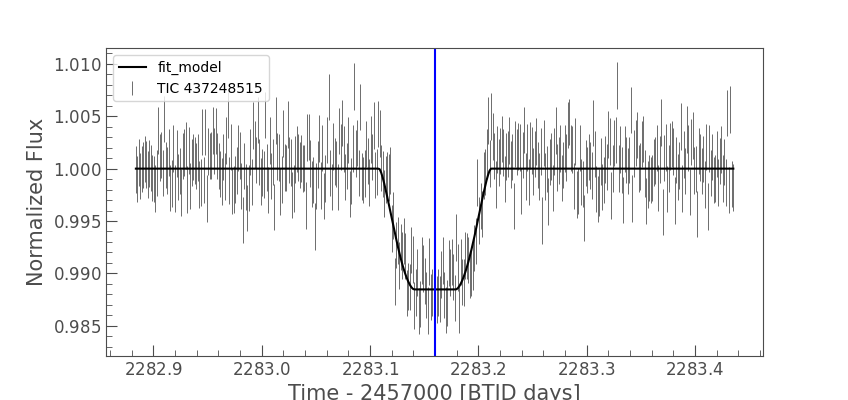 fit_model
TIC 437248515
1.010
1.005
1.000
0.995
0.990
0.985
Normalized Flux
2282.9 2283.0 2283.1 2283.2 2283.3 2283.4
Time - 2457000 [BTJD days]